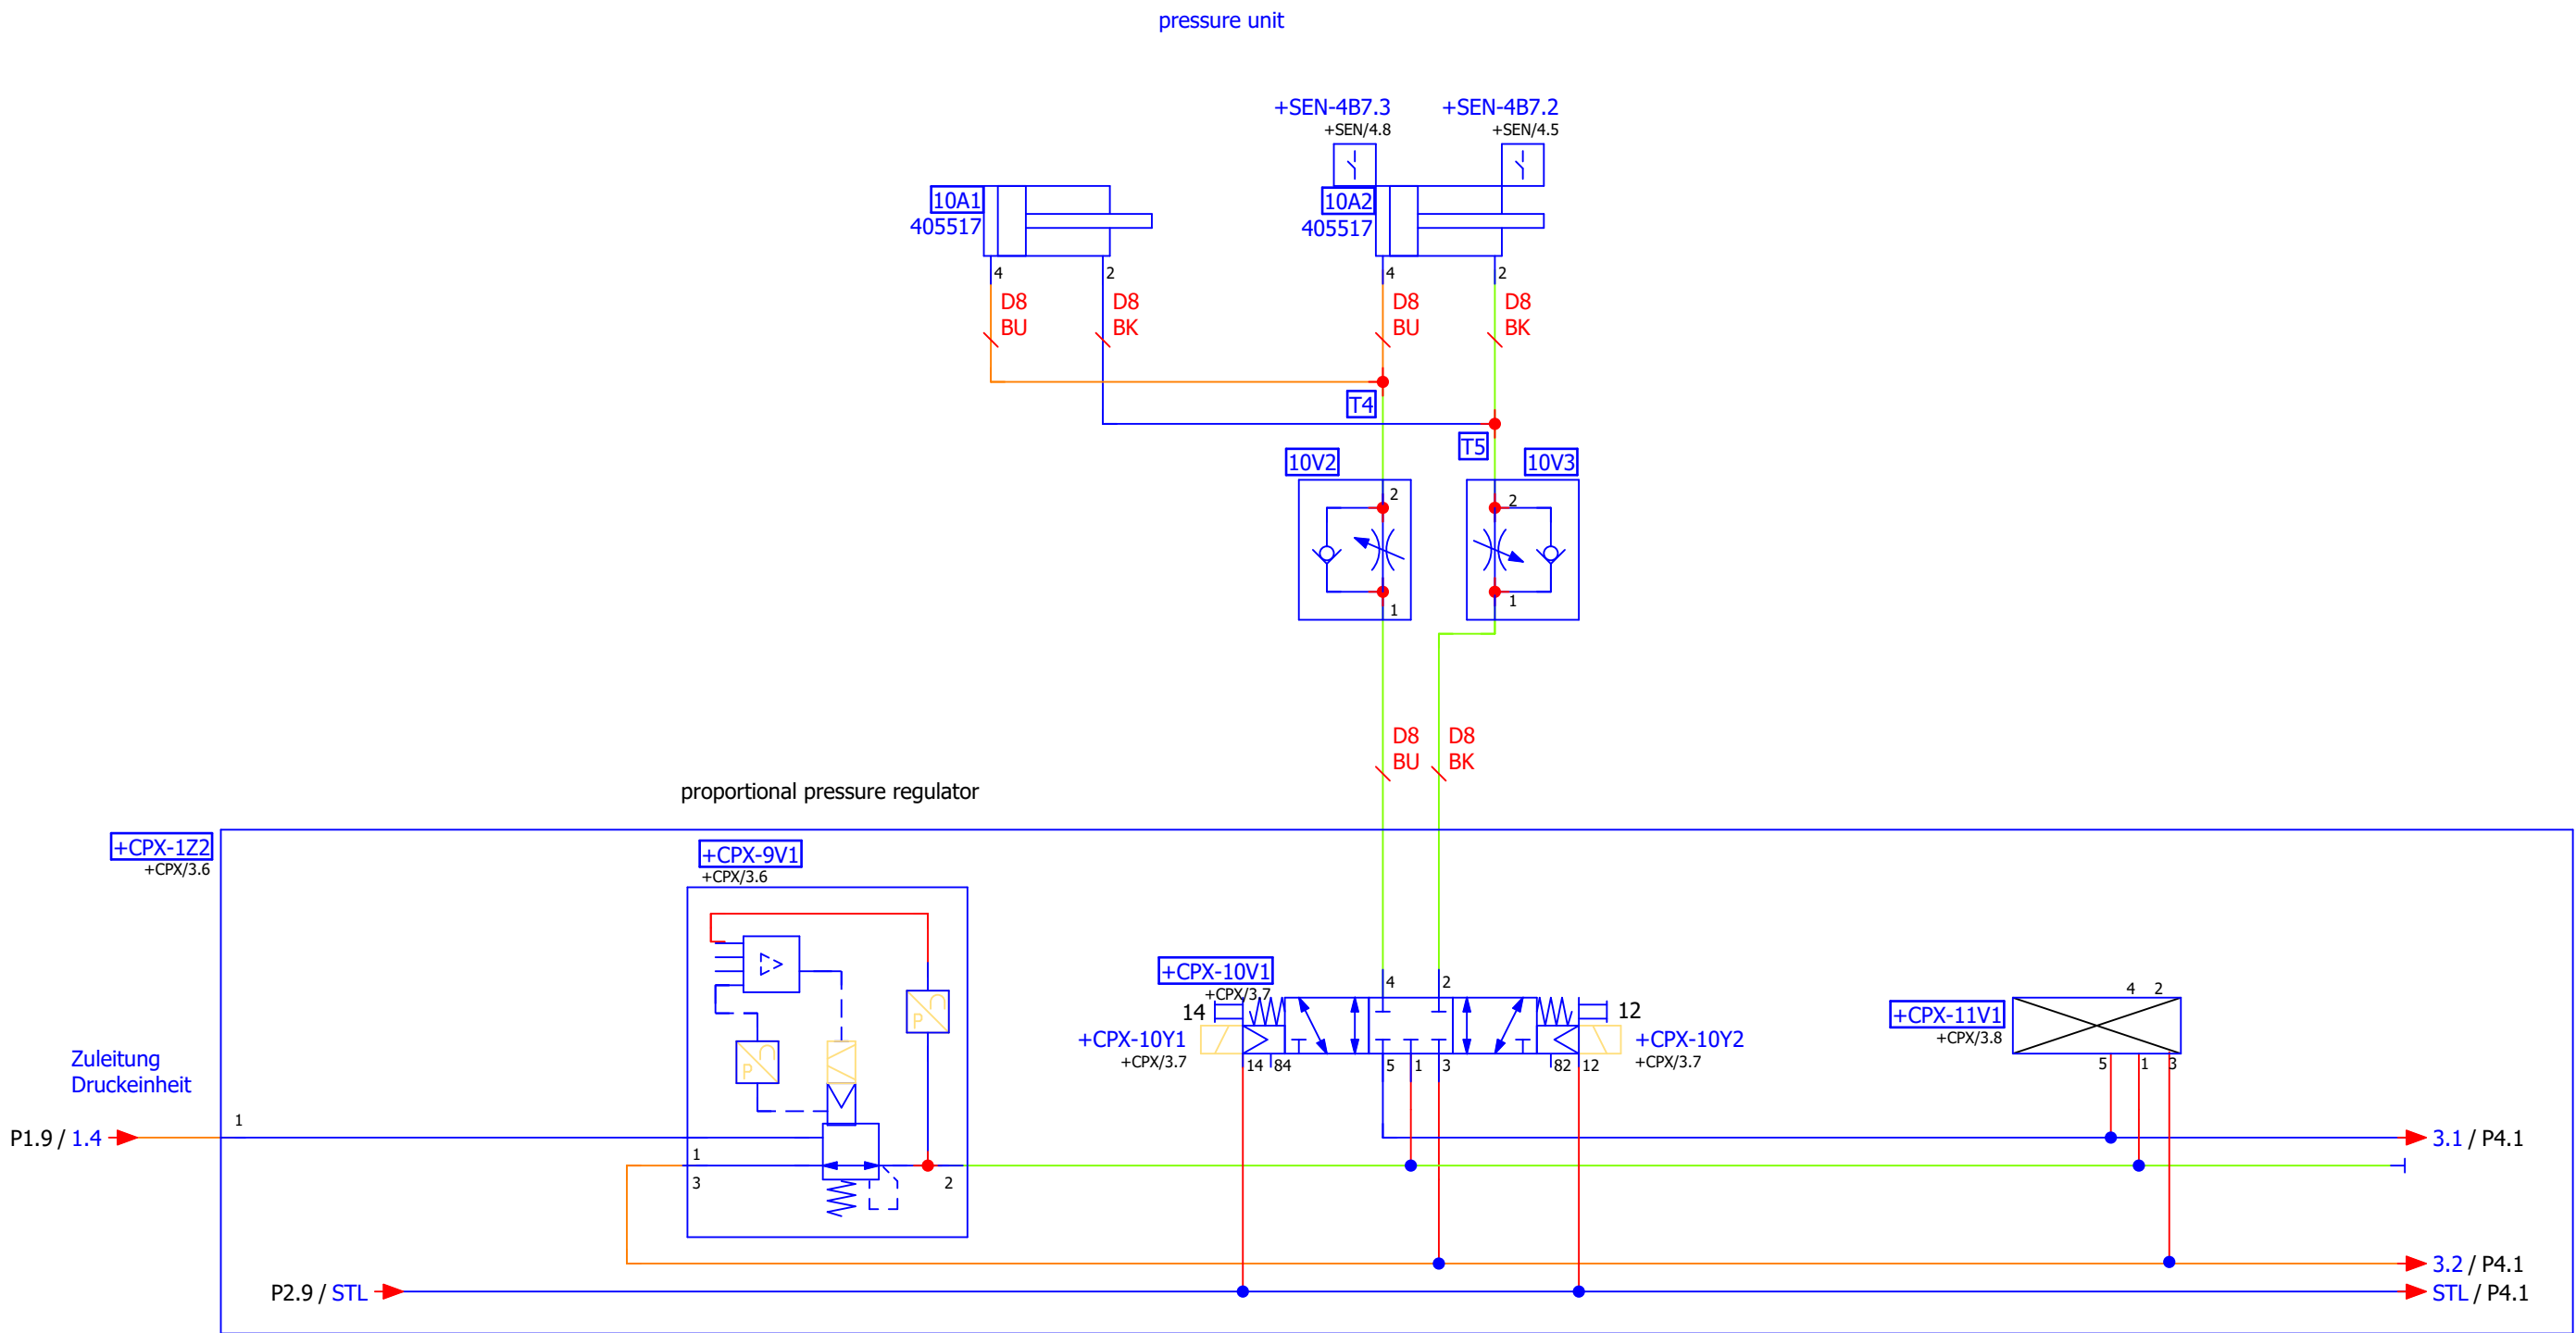 pressure unit
+SEN-4B7.3
+SEN/4.8
+SEN-4B7.2
+SEN/4.5
10A1
405517
10A2
405517
4
2
4
2
D8
BU
D8
BK
D8
BU
D8
BK
T4
T5
10V2
10V3
2
2
1
1
D8
BU
D8
BK
proportional pressure regulator
+CPX-1Z2
+CPX/3.6
+CPX-9V1
+CPX/3.6
P
P
1
3
2
+CPX-10V1
+CPX/3.7
4
2
14
12
+CPX-10Y1
+CPX/3.7
+CPX-10Y2
+CPX/3.7
14
84
5
1
3
82
12
+CPX-11V1
+CPX/3.8
4
2
5
1
3
Zuleitung
Druckeinheit
P1.9 / 1.4
1
3.1 / P4.1
3.2 / P4.1
P2.9 / STL
STL / P4.1